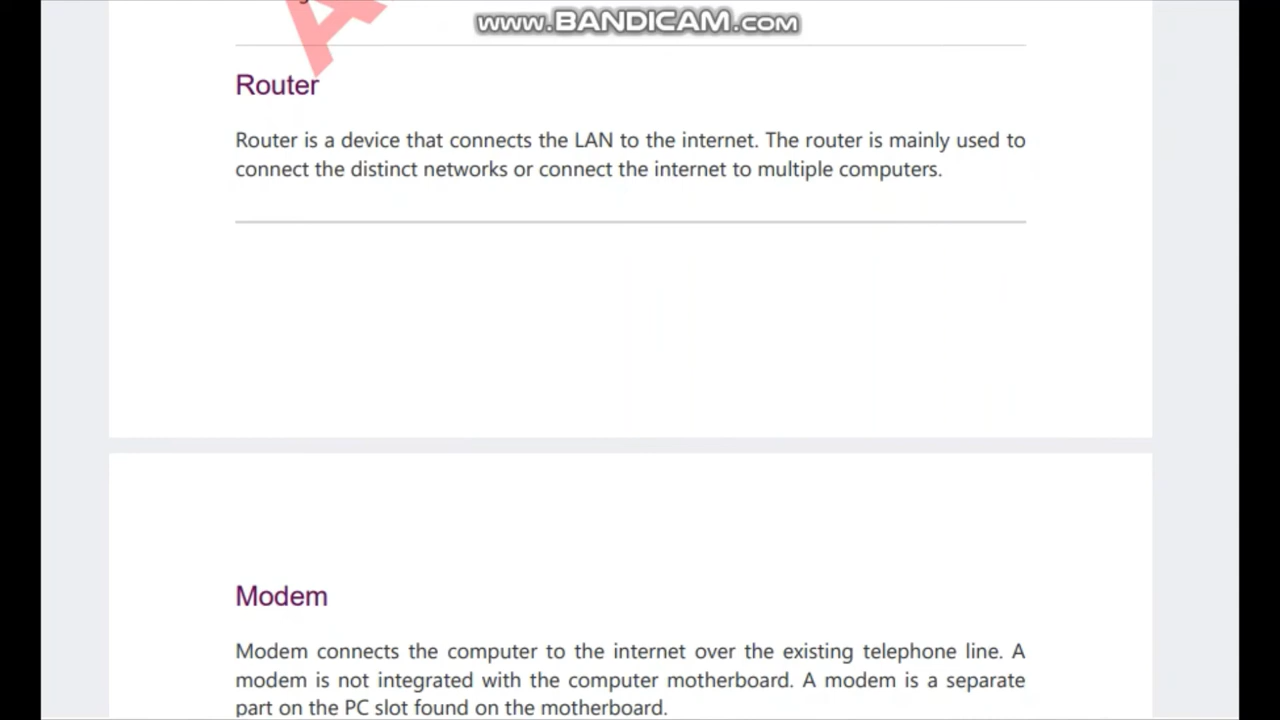 www.BANDICAM.com
Router
Router is a device that connects the LAN to the internet. The router is mainly used to
connect the distinct networks or connect the internet to multiple computers.
Modem
Modem connects the computer to the internet over the existing telephone line. A
modem is not integrated with the computer motherboard. A modem is a separate
part on the PC slot found on the motherboard.